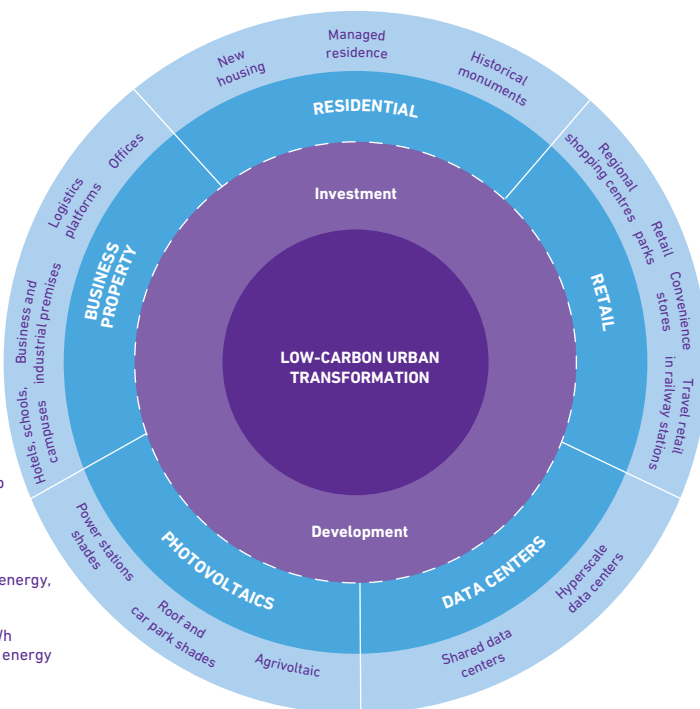 New
housing
Managed
residence
Historical
monuments
RESIDENTIAL
Investment
LOW-CARBON URBAN
TRANSFORMATION
Development
Offices
Logistics
platforms
Business and
industrial premises
Hotels, schools,
campuses
BUSINESS
PROPERTY
Regional
shopping centres
Retail
parks
Convenience
stores
Travel retail
in railway stations
RETAIL
PHOTOVOLTAICS
Power stations
shades
Roof and
car park shades
Agrivoltaic
DATA CENTERS
Shared data
centers
Hyperscale
data centers
energy,
energy